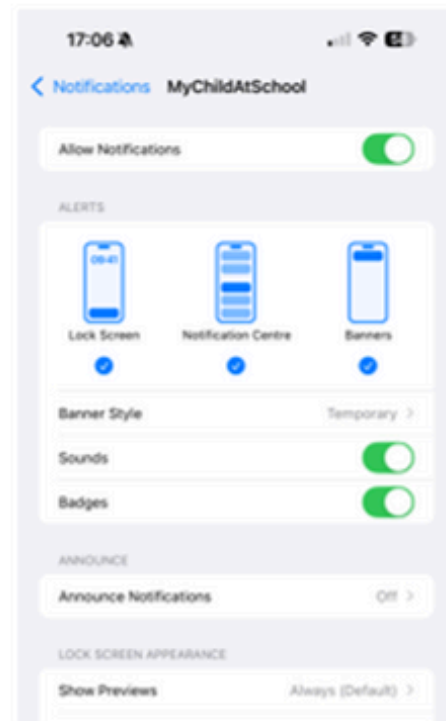 17:06
Notifications MyChildAtSchool
Allow Notifications
ALERTS
09:41
Lock Screen Notification Centre Banners
Banner Style Temporary
Sounds
Badges
ANNOUNCE
Announce Notifications Off
LOCK SCREEN APPEARANCE
Show Previews Always (Default)